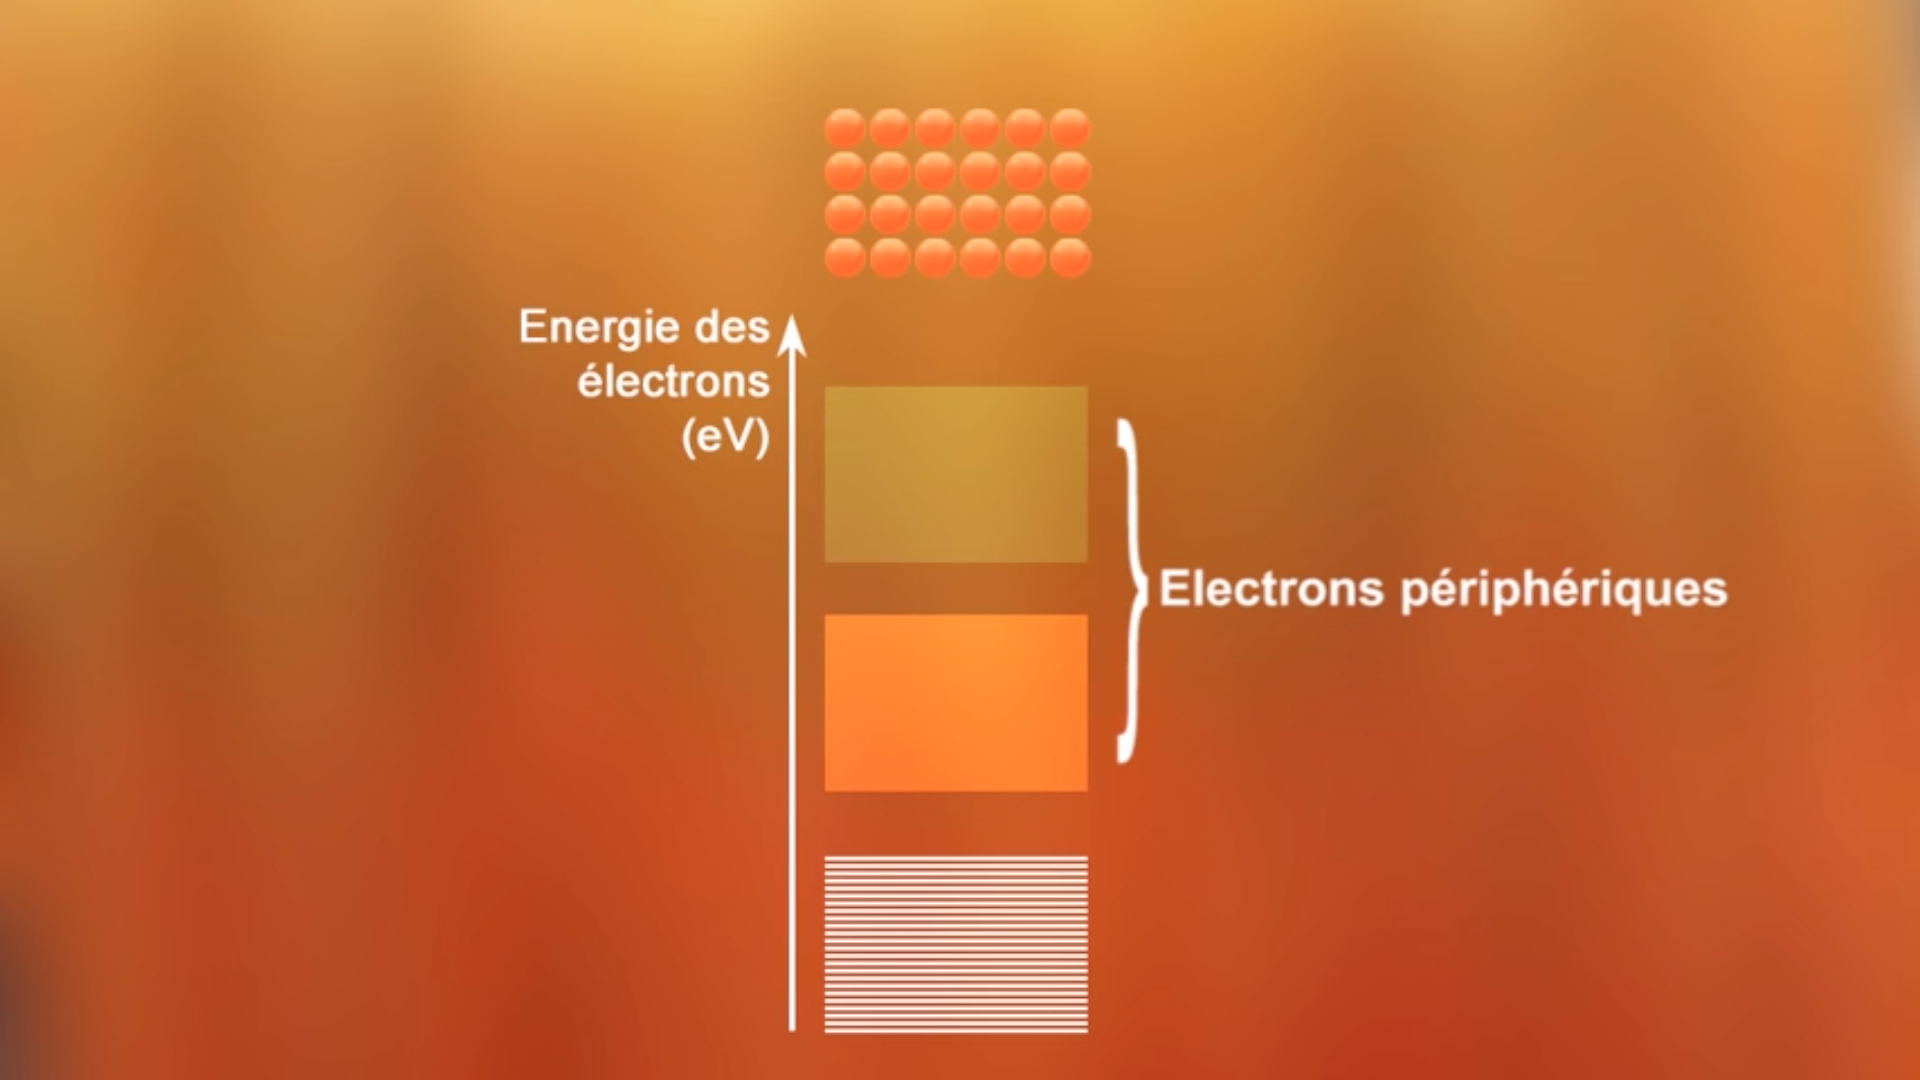 Energie des
électrons
(eV)
Electrons périphériques